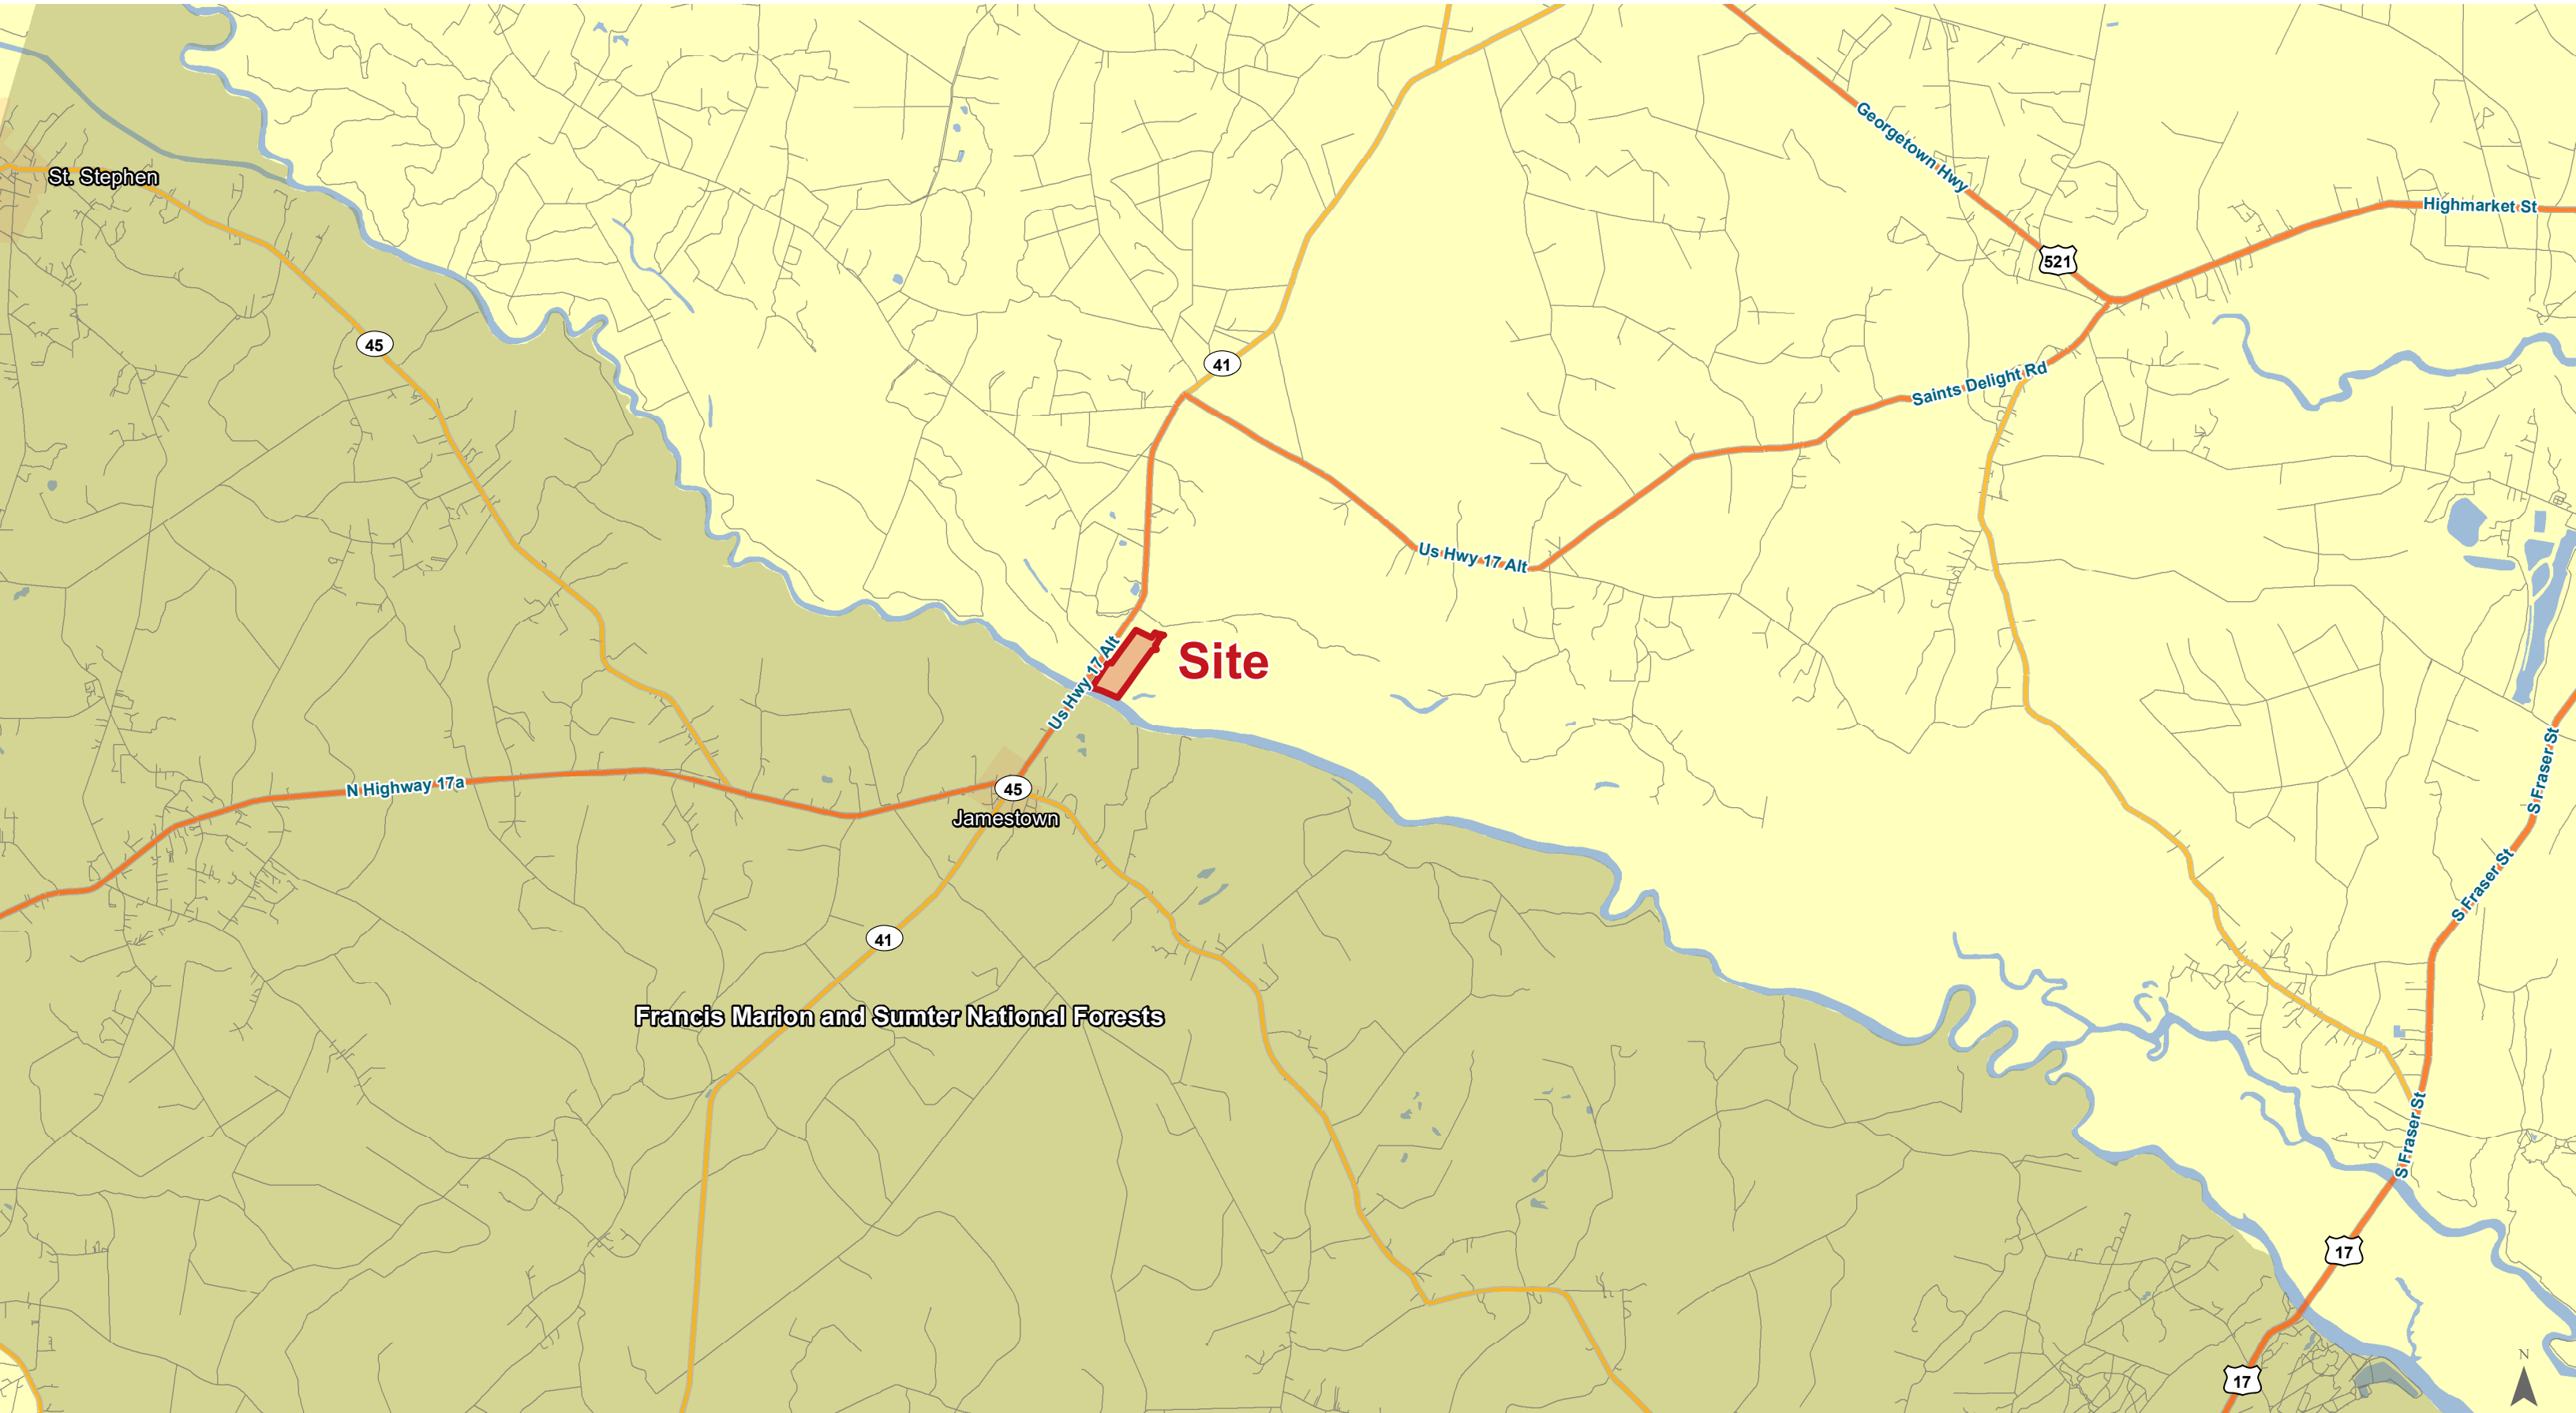 Georgetown Hwy
St. Stephen
Highmarket St
521
45
41
Saints Delight Rd
Us Hwy 17 Alt
Us Hwy 17 Alt
Site
N Highway 17a
45
Jamestown
S Fraser St
S Fraser St
41
Francis Marion and Sumter National Forests
S Fraser St
17
N
17